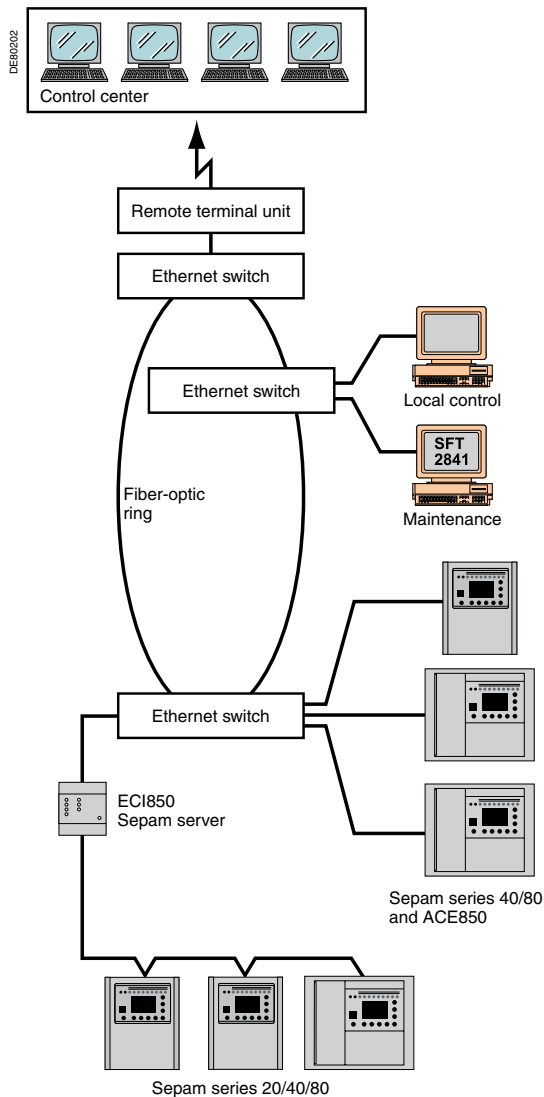 DE80202
Control center
Remote terminal unit
Ethernet switch
Ethernet switch
Local control
SFT
2841
Maintenance
Fiber-optic
ring
Ethernet switch
ECI850
Sepam server
Sepam series 40/80
and ACE850
Sepam series 20/40/80